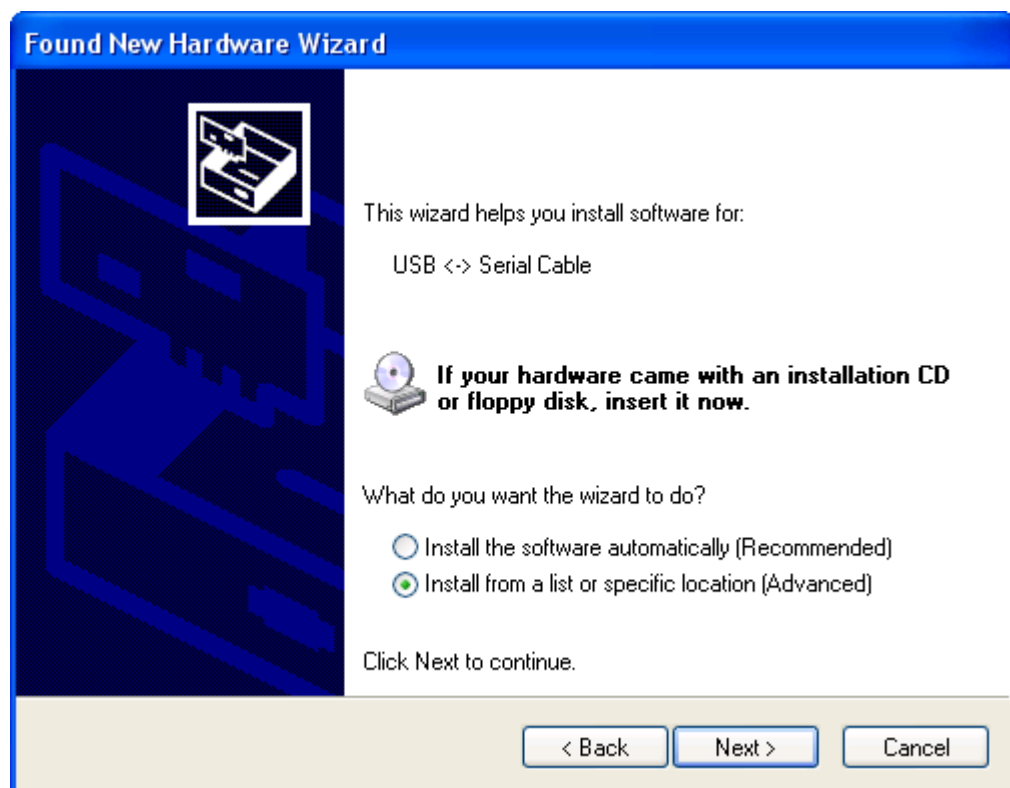 Found New Hardware Wizard
This wizard helps you install software for:
USB <-> Serial Cable
If your hardware came with an installation CD
or floppy disk, insert it now.
What do you want the wizard to do?
Install the software automatically (Recommended)
Install from a list or specific location (Advanced)
Click Next to continue.
< Back Next > Cancel